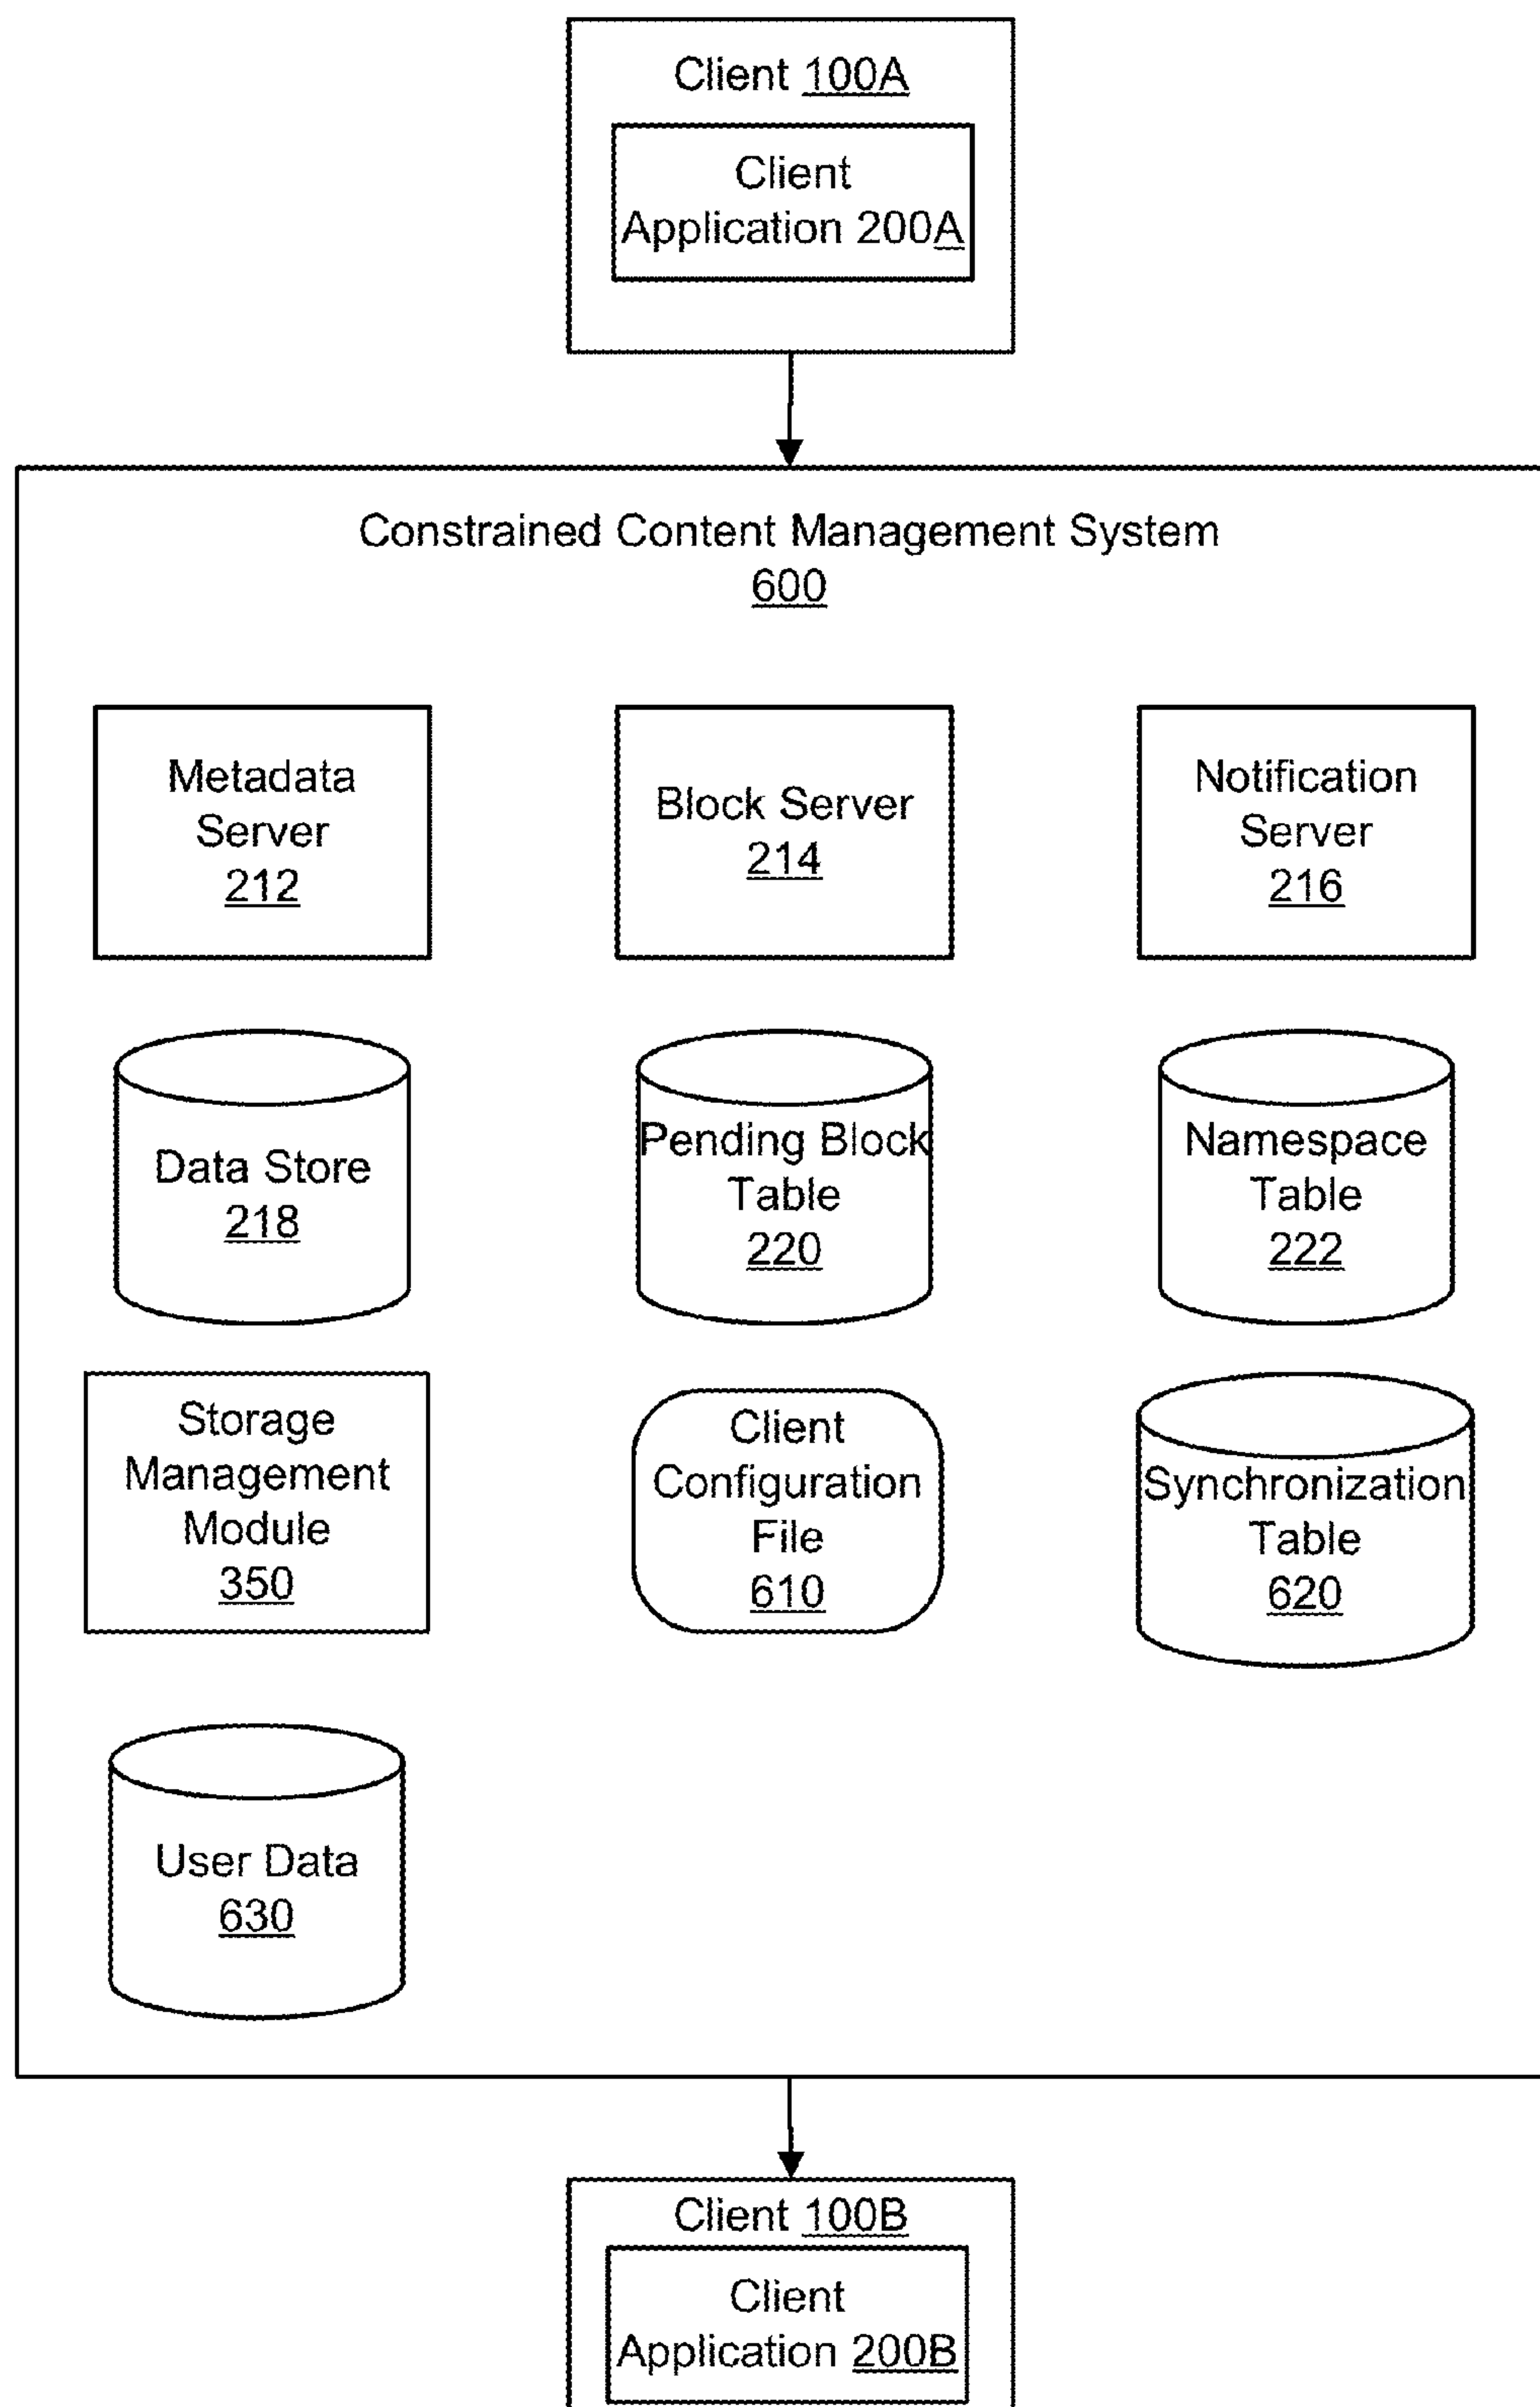 Client 100A
Client
Application 200A
Constrained Content Management System
600
Metadata
Server
212
Block Server
214
Notification
Server
216
Data Store
218
Pending Block
Table
220
Namespace
Table
222
Storage
Management
Module
350
Client
Configuration
File
610
Synchronization
Table
620
User Data
630
Client 100B
Client
Application 200B